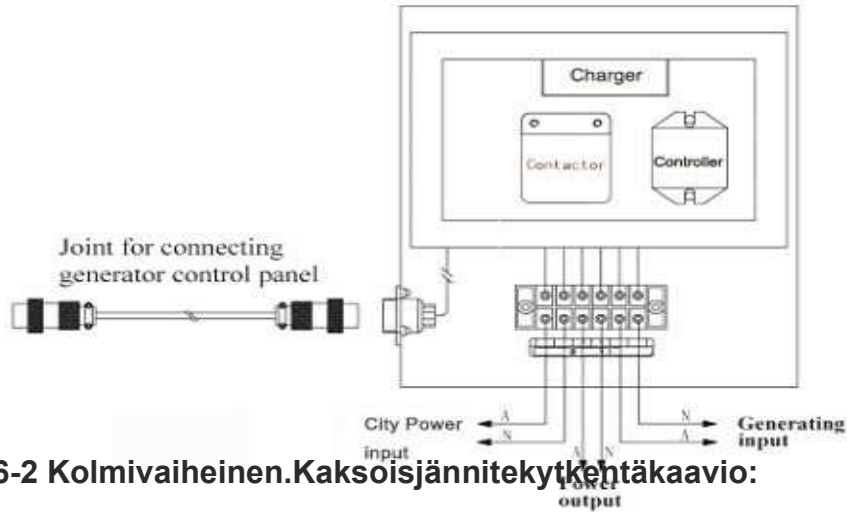 Charger
Contactor
Controller
Joint for connecting
generator control panel
City Power
input
A
N
A
N
N
A
Generating
input
6-2 Kolmivaiheinen.Kaksoisjännitekytkentäkaavio:
Power
output